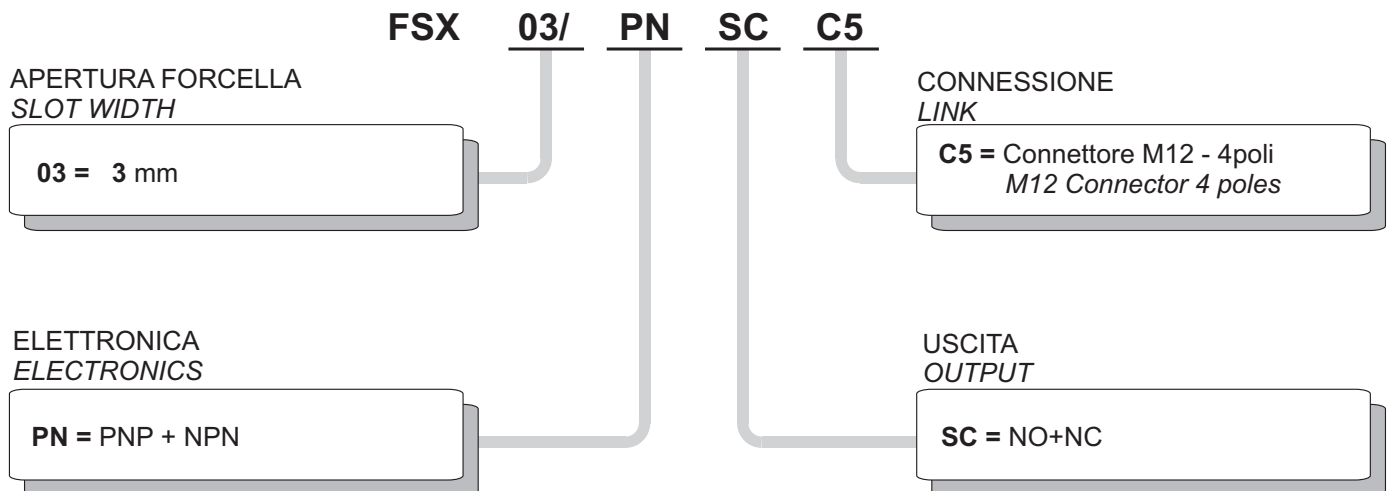 FSX 03/ PN SC C5
APERTURA FORCELLA
SLOT WIDTH
03 = 3 mm
CONNESSIONE
LINK
C5 = Connettore M12 - 4poli
M12 Connector 4 poles
ELETTRONICA
ELECTRONICS
PN = PNP + NPN
USCITA
OUTPUT
SC = NO+NC